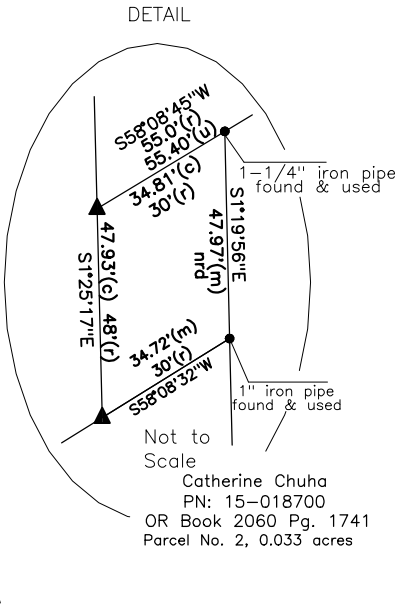 DETAIL
S58°08'45"W
55.0'(r)
55.40'(u)
34.81'(c)
30'(r)
1-1/4" iron pipe
found & used
S1°19'56"E
47.97'(m)
nrd
47.93'(c) 48'(r)
S1°25'17"E
34.72'(m)
30'(r)
S58°08'32"W
1" iron pipe
found & used
Not to
Scale
Catherine Chuha
PN: 15-018700
OR Book 2060 Pg. 1741
Parcel No. 2, 0.033 acres